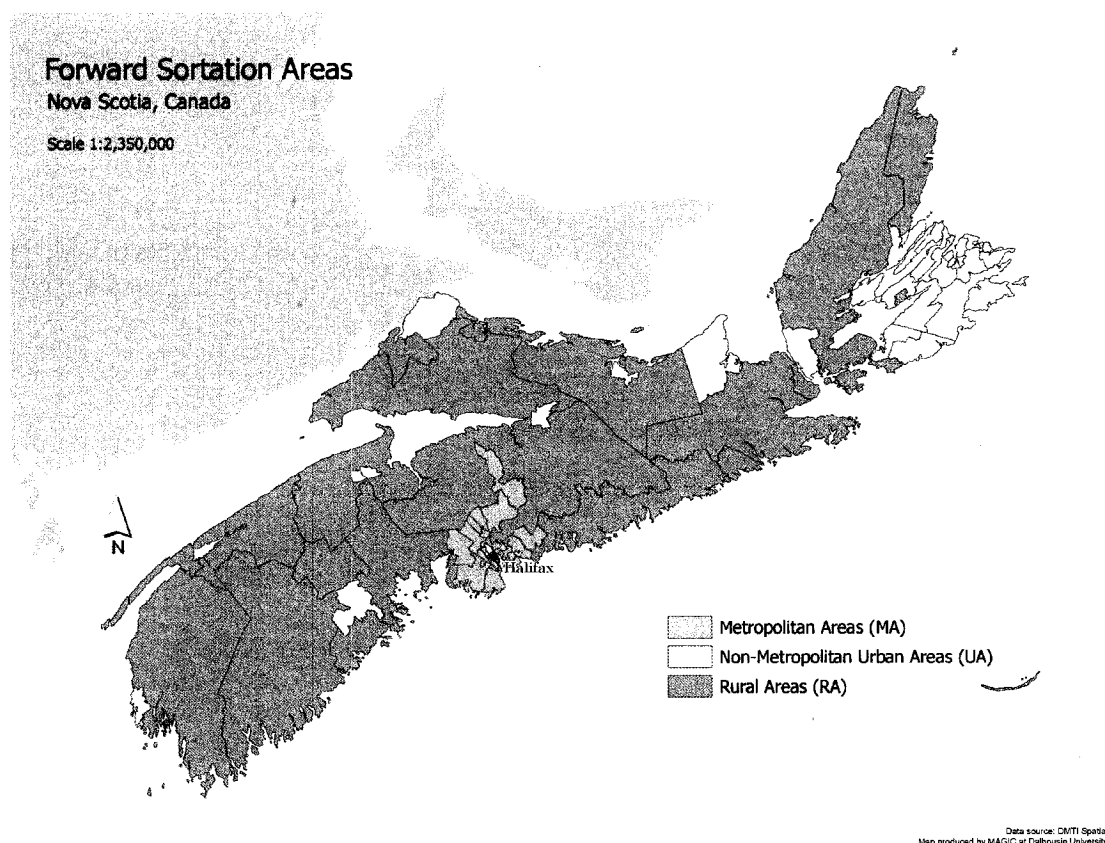 Forward Sortation Areas
Nova Scotia, Canada
Scale 1:2,350,000
N
Halifax
Metropolitan Areas (MA)
Non-Metropolitan Urban Areas (UA)
Rural Areas (RA)
Data source: DMTI Spatia
Map produced by MAGIC at Dalhousie Universit